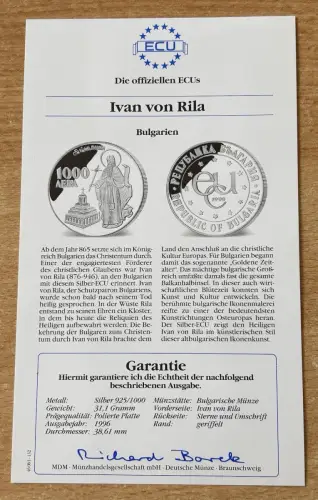 ECU
Die offiziellen ECUs
Ivan von Rila
Bulgarien
1000
ЛЕВА
РЕПУБЛИКА БЪЛГАРИЯ
ecu
1996
REPUBLIC OF BULGARIA
Ab dem Jahr 865 setzte sich im König-
reich Bulgarien das Christentum durch.
Einer der engagiertesten Förderer
des christlichen Glaubens war Ivan
von Rila (876-946), an den Bulgarien
mit diesem Silber-ECU erinnert. Ivan
von Rila, der Schutzpatron Bulgariens,
wurde schon bald nach seinem Tod
heilig gesprochen. In der Wüste Rila
entstand zu seinen Ehren ein Kloster,
in dem bis heute die Reliquien des
Heiligen aufbewahrt werden. Die Be-
kehrung der Bulgaren zum Christen-
tum durch Ivan von Rila brachte dem
Land den Anschluß an die christliche
Kultur Europas. Für Bulgarien begann
damit das sogenannte „Goldene Zeit-
alter“. Das mächtige bulgarische Groß-
reich umfaßte damals fast die gesamte
Balkanhalbinsel. In dieser auch wirt-
schaftlichen Blütezeit konnten sich
Kunst und Kultur entwickeln. Die
berühmte bulgarische Ikonenmalerei
reifte zu einer der bedeutendsten
Kunstrichtungen Osteuropas heran.
Der Silber-ECU zeigt den Heiligen
Ivan von Rila im künstlerischen Stil
dieser altbulgarischen Ikonenkunst.
Garantie
Hiermit garantiere ich die Echtheit der nachfolgend
beschriebenen Ausgabe.
Metall: Silber 925/1000
Gewicht: 31,1 Gramm
Prägequalität: Polierte Platte
Ausgabejahr: 1996
Durchmesser: 38,61 mm
Münzstätte: Bulgarische Münze
Vorderseite: Ivan von Rila
Rückseite: Sterne und Umschrift
Rand: geriffelt
Richard Borek
MDM · Münzhandelsgesellschaft mbH · Deutsche Münze · Braunschweig